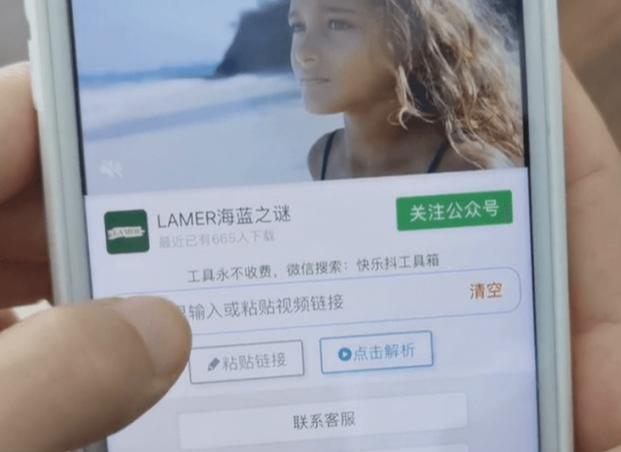 LAMER海蓝之谜
关注公众号
LAMER
最近已有665人下载
工具永不收费，微信搜索：快乐抖工具箱
输入或粘贴视频链接
清空
粘贴链接
点击解析
联系客服